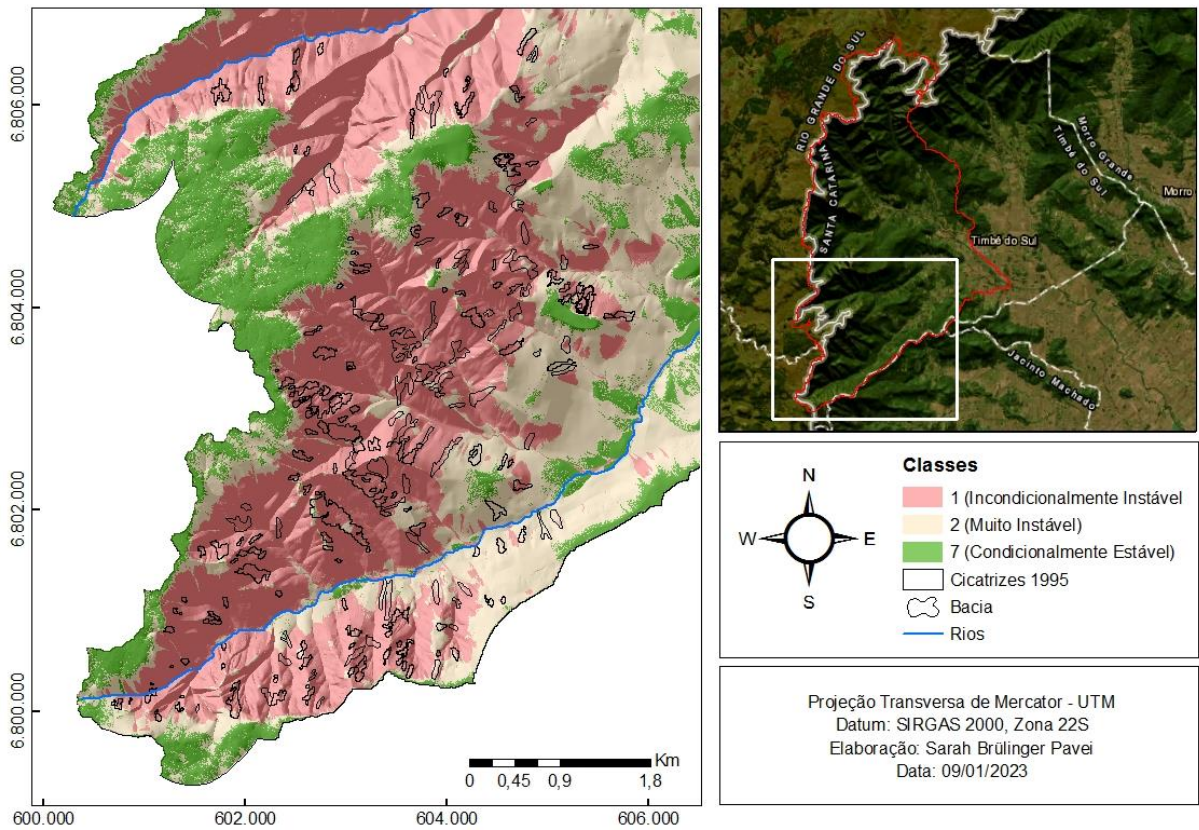 6.806.000
6.804.000
6.802.000
6.8800.000
600.000
602.000
604.000
606.000
Km
0 0,45 0,9 1,8
RIO GRANDE DO SUL
SANTA CATARINA
Morro Grande
Timbé do Sul
Morro
Timbé do Sul
Jacinto Machado
N
W E
S
Classes
1 (Incondicionalmente Instável
2 (Muito Instável)
7 (Condicionalmente Estável)
Cicatrizes 1995
Bacia
Rios
Projeção Transversa de Mercator - UTM
Datum: SIRGAS 2000, Zona 22S
Elaboração: Sarah Brülinger Pavei
Data: 09/01/2023